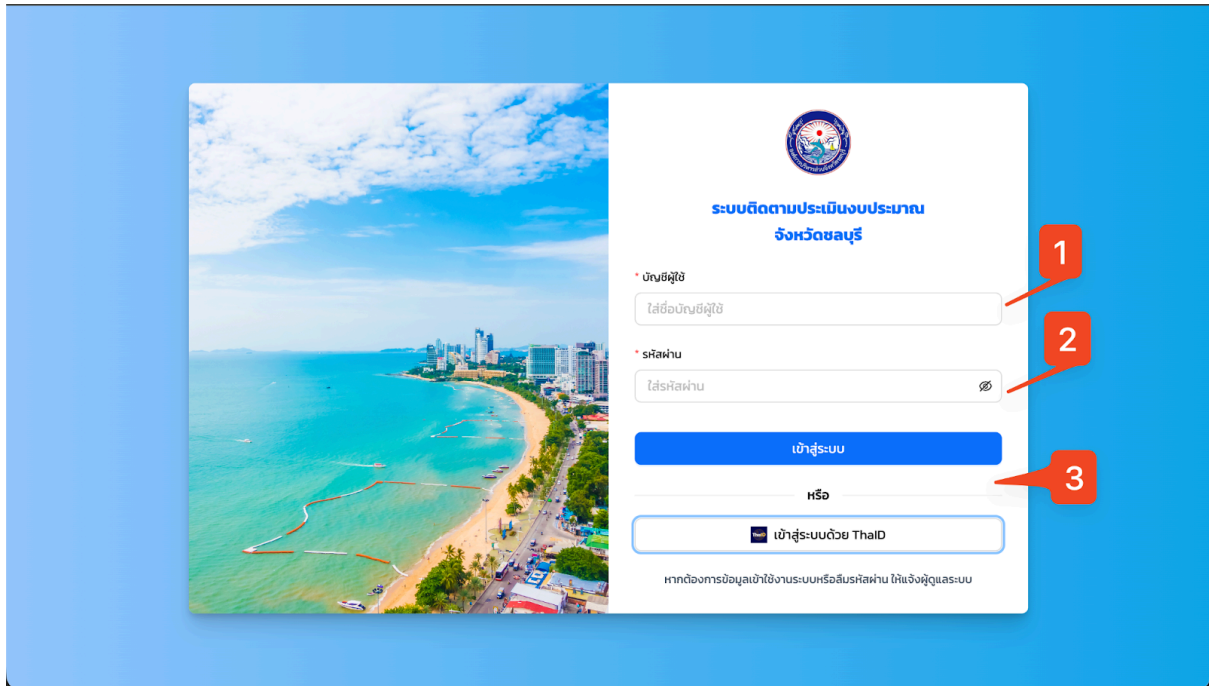 ระบบติดตามประเมินงบประมาณ
จังหวัดชลบุรี
1
* บัญชีผู้ใช้
ใส่ชื่อบัญชีผู้ใช้
2
* รหัสผ่าน
ใส่รหัสผ่าน
เข้าสู่ระบบ
3
หรือ
เข้าสู่ระบบด้วย ThaID
หากต้องการข้อมูลเข้าใช้งานระบบหรือลืมรหัสผ่าน ให้แจ้งผู้ดูแลระบบ